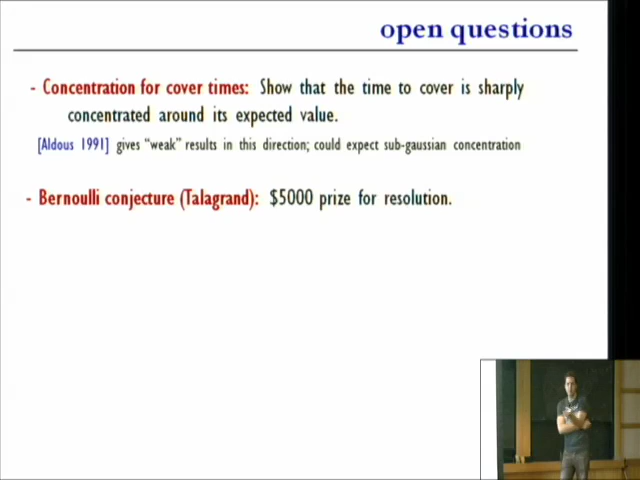 open questions
- Concentration for cover times: Show that the time to cover is sharply
concentrated around its expected value.
[Aldous 1991] gives "weak" results in this direction; could expect sub-gaussian concentration
- Bernoulli conjecture (Talagrand): $5000 prize for resolution.